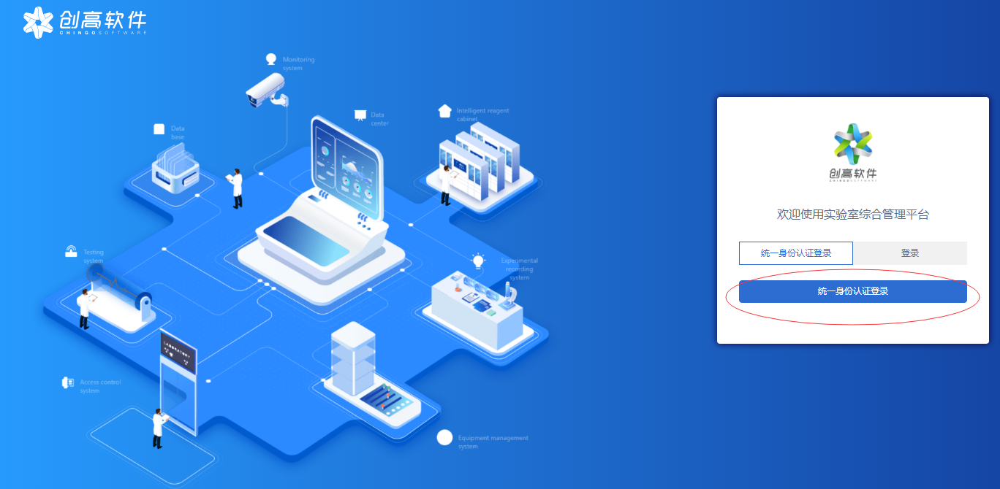 创高软件
CHINGOSOFTWARE
Monitoring
system
Data
center
Intelligent reagent
cabinet
Data
base
Testing
system
Experimental
recording
system
LABORATORY
Access control
system
Equipment management
system
创高软件
CHINGOSOFTWARE
欢迎使用实验室综合管理平台
统一身份认证登录
登录
统一身份认证登录